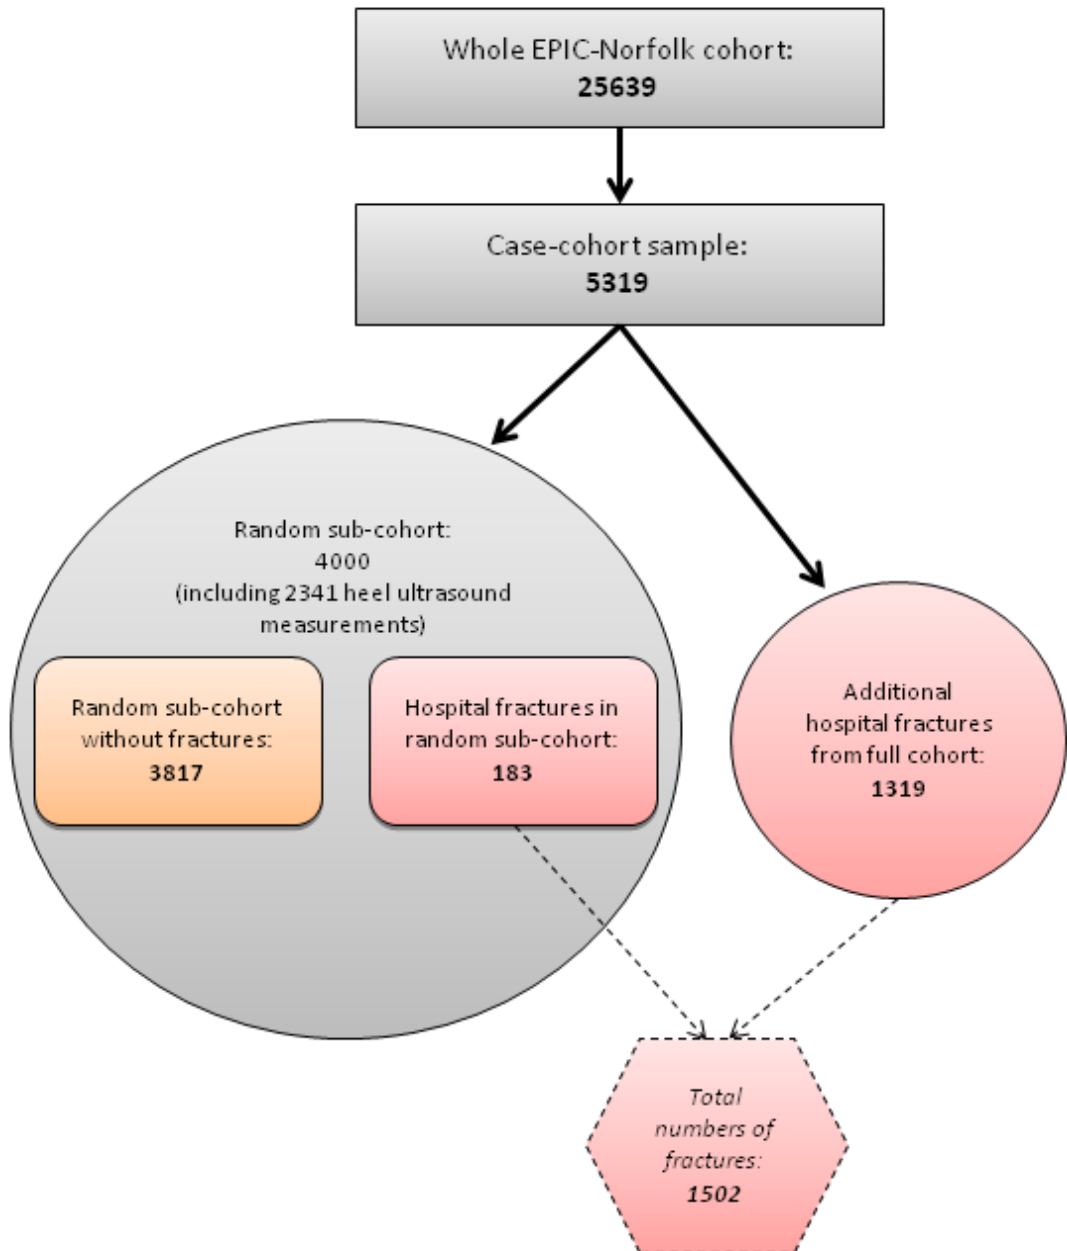 Whole EPIC-Norfolk cohort:
25639
Case-cohort sample:
5319
Random sub-cohort:
4000
(including 2341 heel ultrasound
measurements)
Random sub-cohort
without fractures:
3817
Hospital fractures in
random sub-cohort:
183
Additional
hospital fractures
from full cohort:
1319
Total
numbers of
fractures:
1502